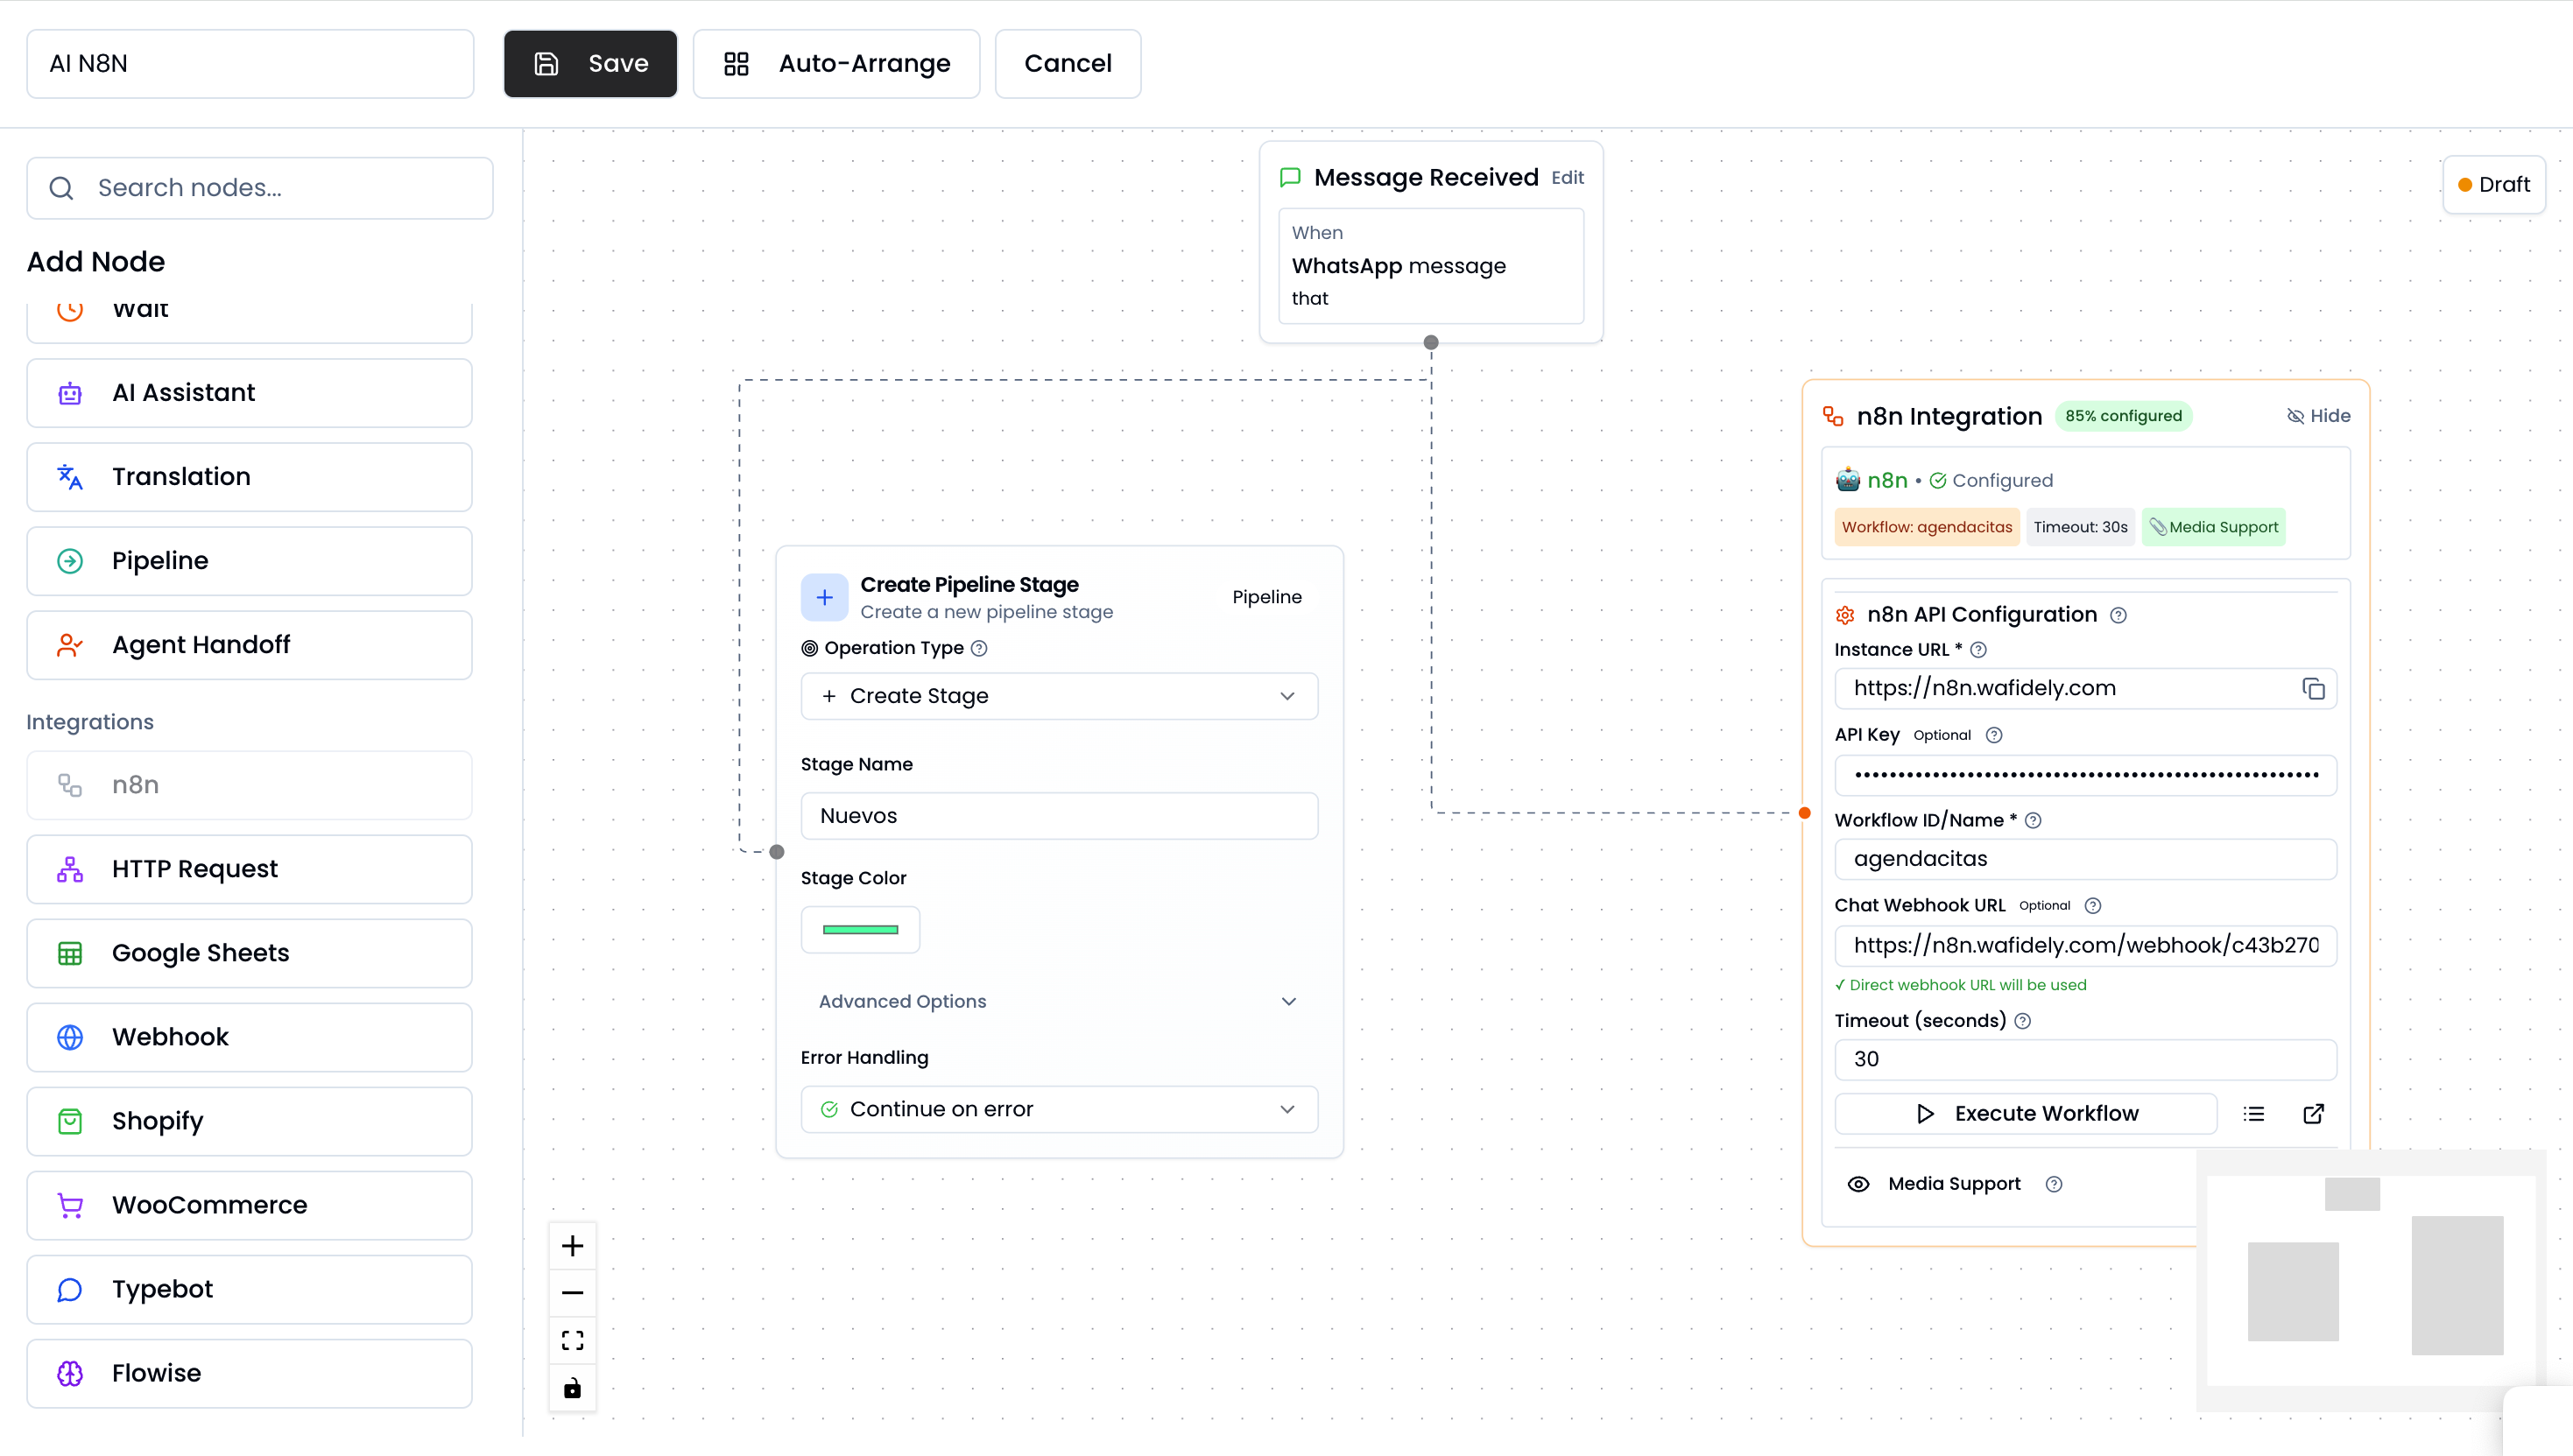 AI N8N
Save
Auto-Arrange
Cancel
Search nodes...
Add Node
Wait
AI Assistant
Translation
Pipeline
Agent Handoff
Integrations
n8n
HTTP Request
Google Sheets
Webhook
Shopify
WooCommerce
Typebot
Flowise
Message Received Edit
When
WhatsApp message
that
Draft
Create Pipeline Stage
Create a new pipeline stage
Pipeline
Operation Type
Create Stage
Stage Name
Nuevos
Stage Color
Advanced Options
Error Handling
Continue on error
n8n Integration 85% configured Hide
n8n • Configured
Workflow: agendacitas Timeout: 30s Media Support
n8n API Configuration
Instance URL *
https://n8n.wafidely.com
API Key Optional
Workflow ID/Name *
agendacitas
Chat Webhook URL Optional
https://n8n.wafidely.com/webhook/c43b270
✓ Direct webhook URL will be used
Timeout (seconds)
30
Execute Workflow
Media Support